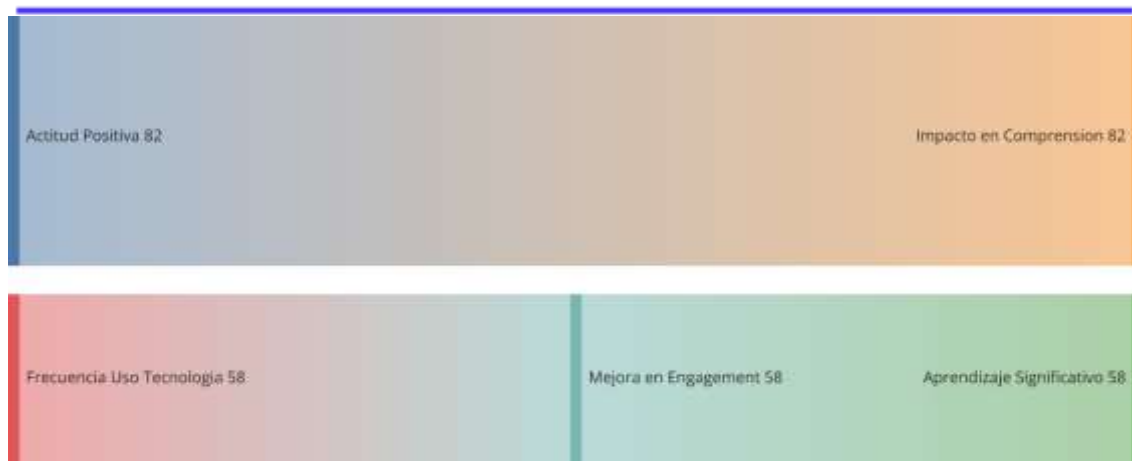 Actitud Positiva 82
Impacto en Comprension 82
Frecuencia Uso Tecnologia 58
Mejora en Engagement 58
Aprendizaje Significativo 58